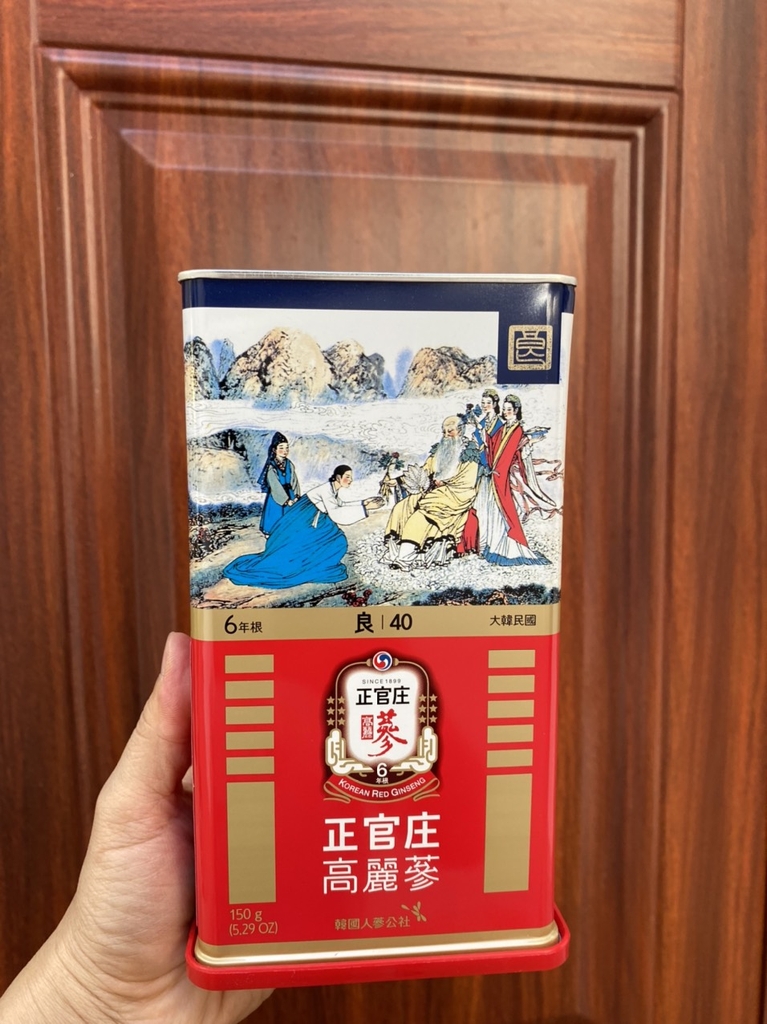 良
6年根
良 | 40
大韓民國
SINCE 1899
正官庄
高麗
蔘
6
年根
KOREAN RED GINSENG
正官庄
高麗蔘
150 g
(5.29 OZ)
韓國人蔘公社